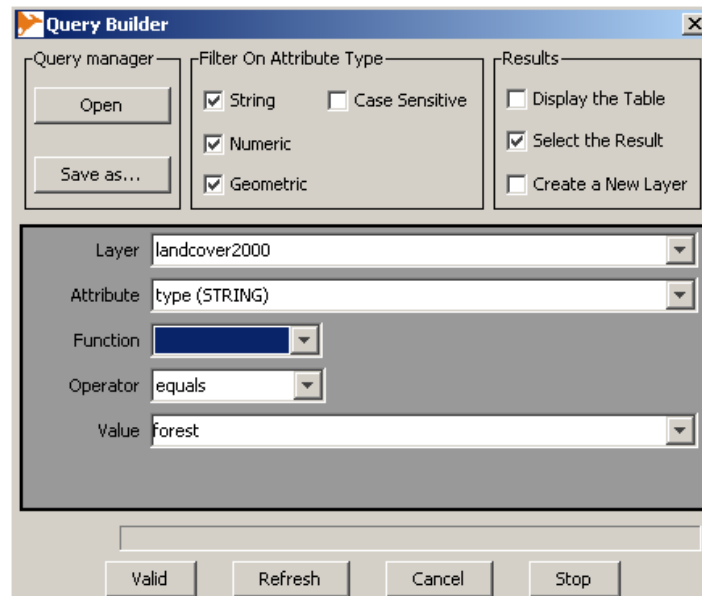 Query Builder
Query manager
Filter On Attribute Type
Results
Open
String
Case Sensitive
Display the Table
Numeric
Select the Result
Save as...
Geometric
Create a New Layer
Layer landcover2000
Attribute type (STRING)
Function
Operator equals
Value forest
Valid Refresh Cancel Stop